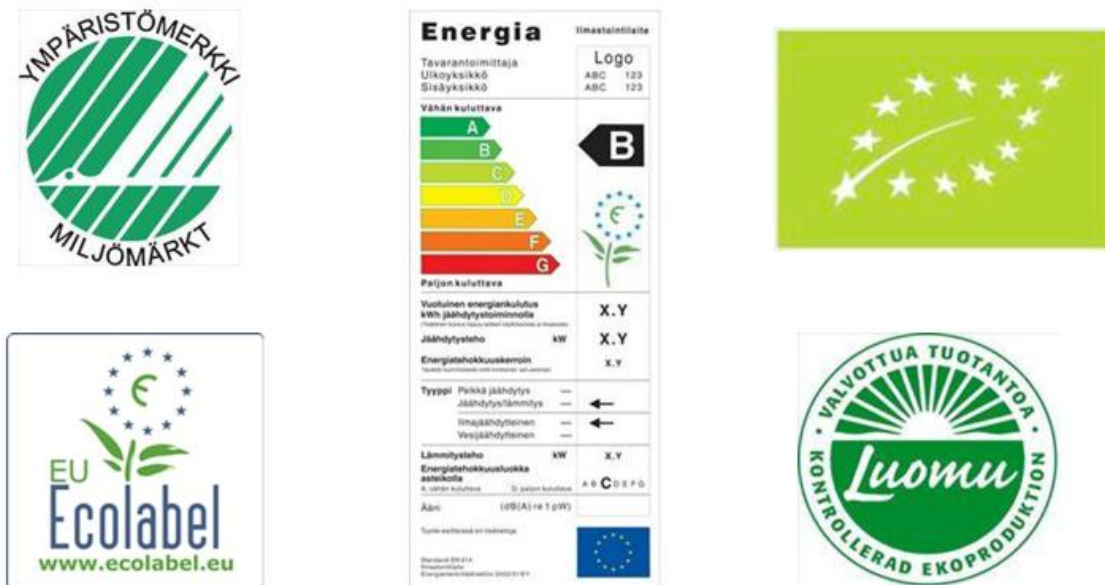 YMPÄRISTÖMERKKI
MILJÖMÄRKT
Energia
Ilmastointilaite
Tavarantoimittaja
Ulkoyksikkö
Sisäyksikkö
Logo
ABC 123
ABC 123
Vähän kuluttava
A
B
C
D
E
F
G
B
Paljon kuluttava
Vuotuinen energiankulutus
kWh jäähdytystoiminnolla
X.Y
Jäähdytysteho kW X.Y
Energiatehokkuuskerroin X.Y
Tyyppi Pelkkä jäähdytys —
Jäähdytys/lämmitys —
Ilmajäähdytteinen —
Vesijäähdytteinen —
Lämmitysteho kW X.Y
Energiatehokkuusluokka
asteikolla
A: vähän kuluttava G: paljon kuluttava
A B C D E F G
Ääni (dB(A) re 1 pW)
EU
Ecolabel
www.ecolabel.eu
VALVOTTUA TUOTANTOA
Luomu
KONTROLLERAD EKOPRODUKTION